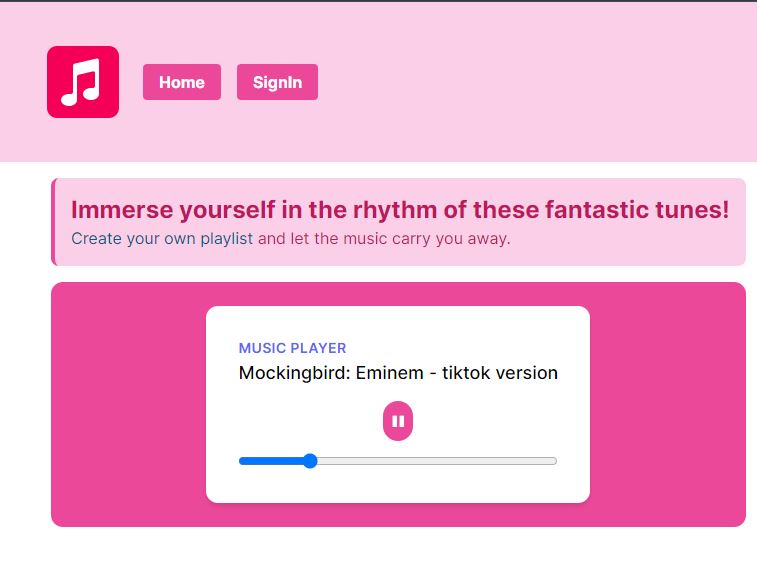 Home
SignIn
Immerse yourself in the rhythm of these fantastic tunes!
Create your own playlist and let the music carry you away.
MUSIC PLAYER
Mockingbird: Eminem - tiktok version